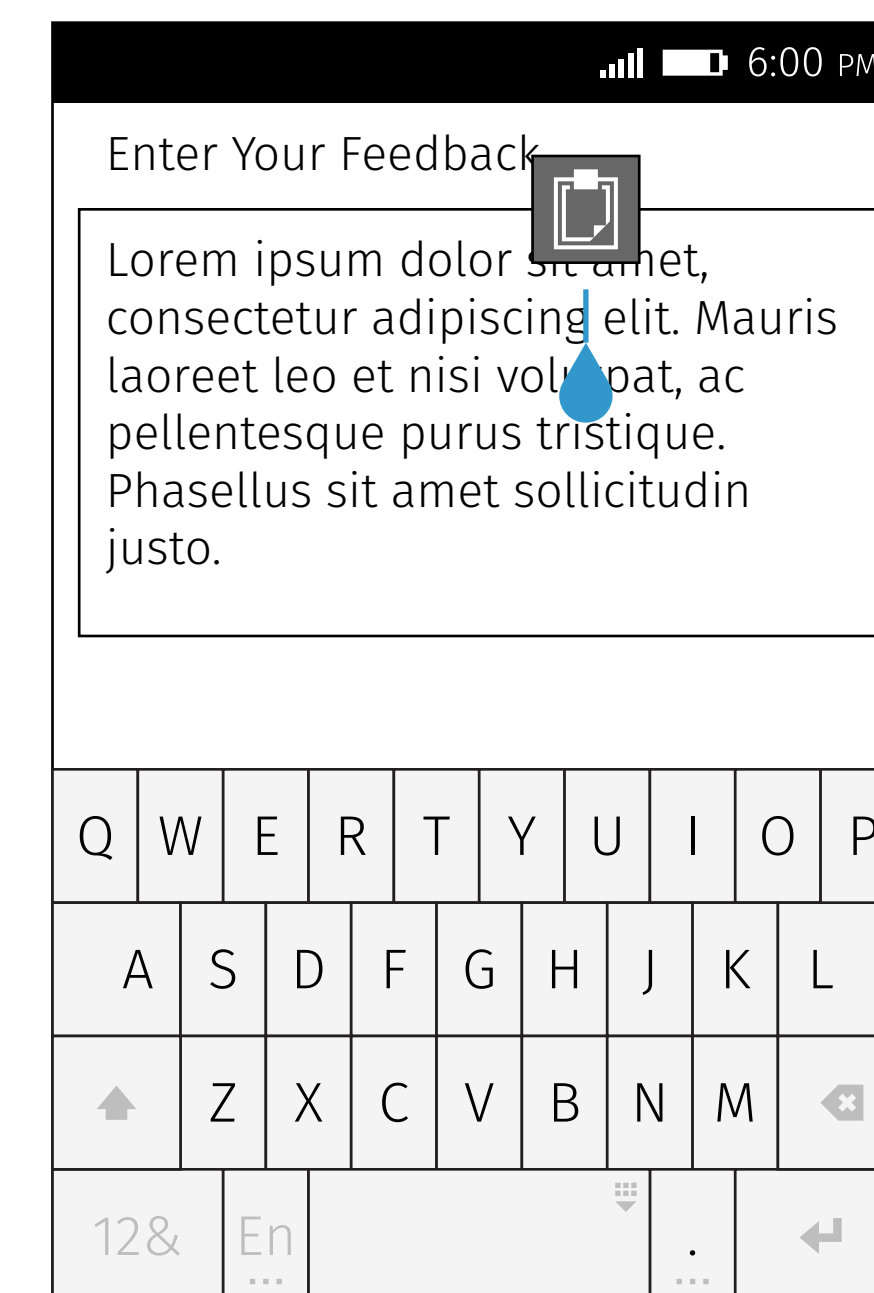 6:00 PM
Enter Your Feedback
Lorem ipsum dolor sit amet,
consectetur adipiscing elit. Mauris
laoreet leo et nisi volutpat, ac
pellentesque purus tristique.
Phasellus sit amet sollicitudin
justo.
Q W E R T Y U I O P
A S D F G H J K L
Z X C V B N M
12& En .